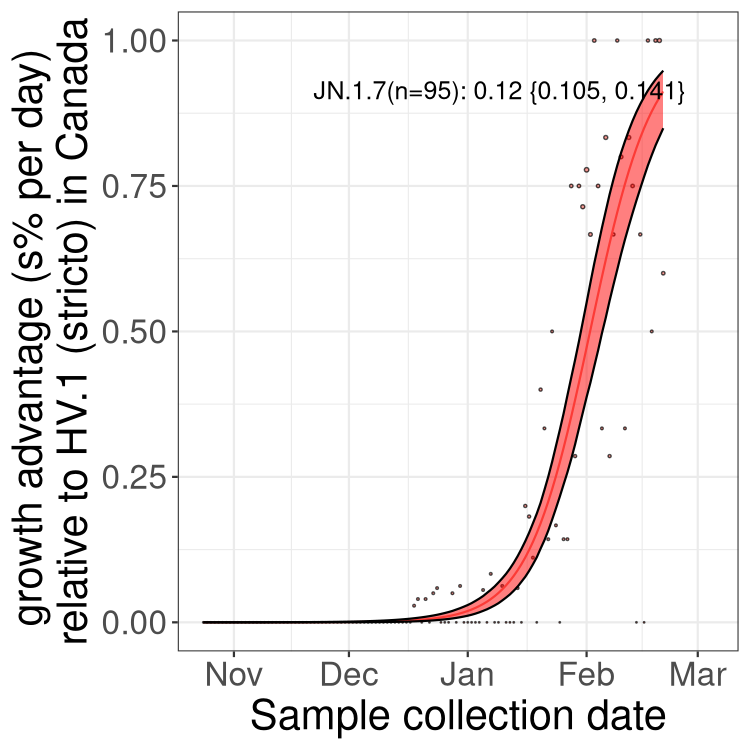 growth advantage (s% per day)
relative to HV.1 (stricto) in Canada
1.00
0.75
0.50
0.25
0.00
JN.1.7(n=95): 0.12 {0.105, 0.141}
Nov Dec Jan Feb Mar
Sample collection date